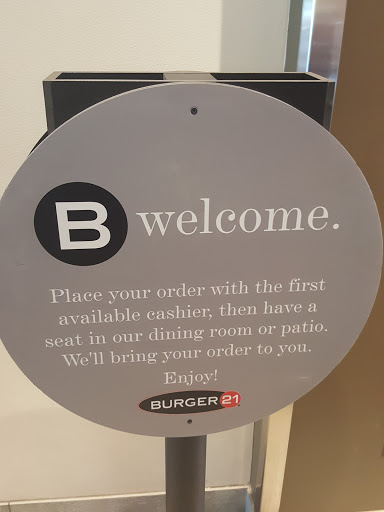 B welcome.
Place your order with the first
available cashier, then have a
seat in our dining room or patio.
We'll bring your order to you.
Enjoy!
BURGER 21